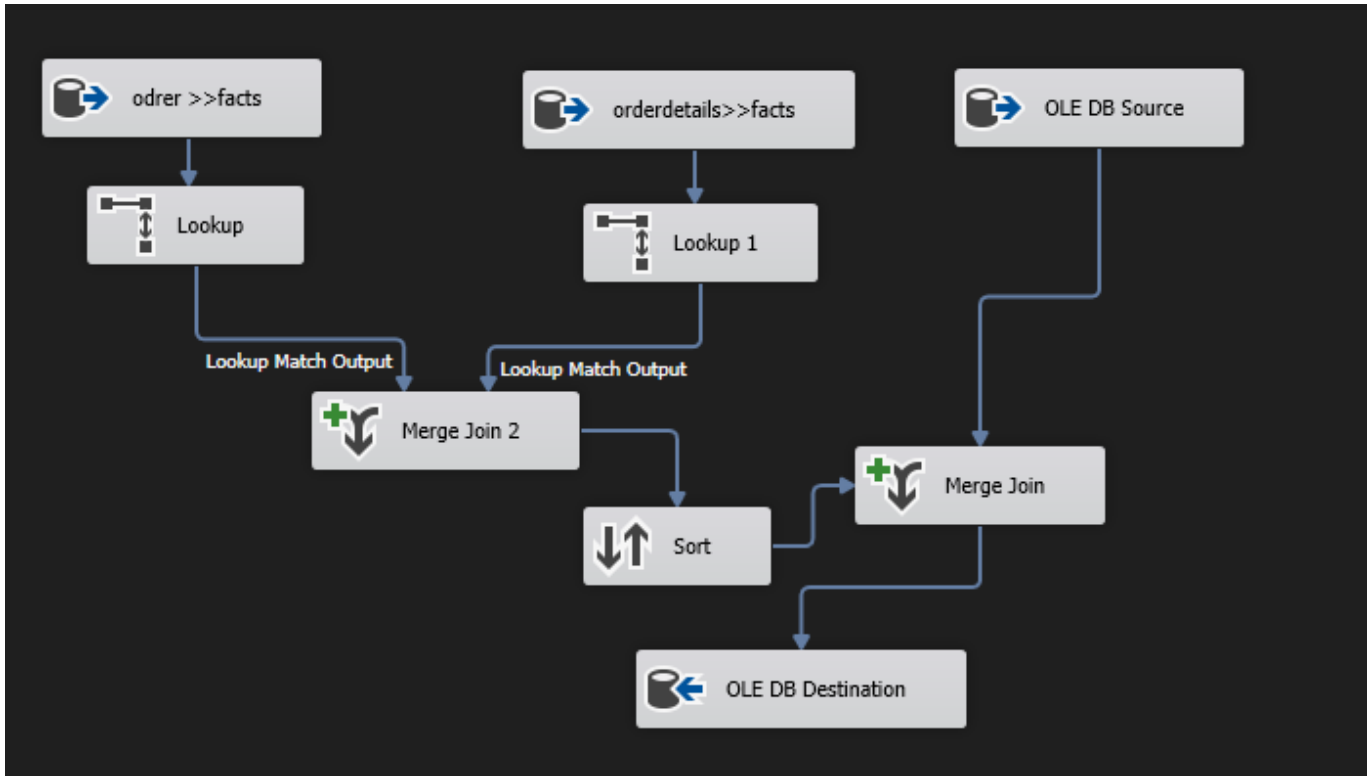 odrer >>facts
orderdetails>>facts
OLE DB Source
Lookup
Lookup 1
Lookup Match Output
Lookup Match Output
Merge Join 2
Merge Join
Sort
OLE DB Destination